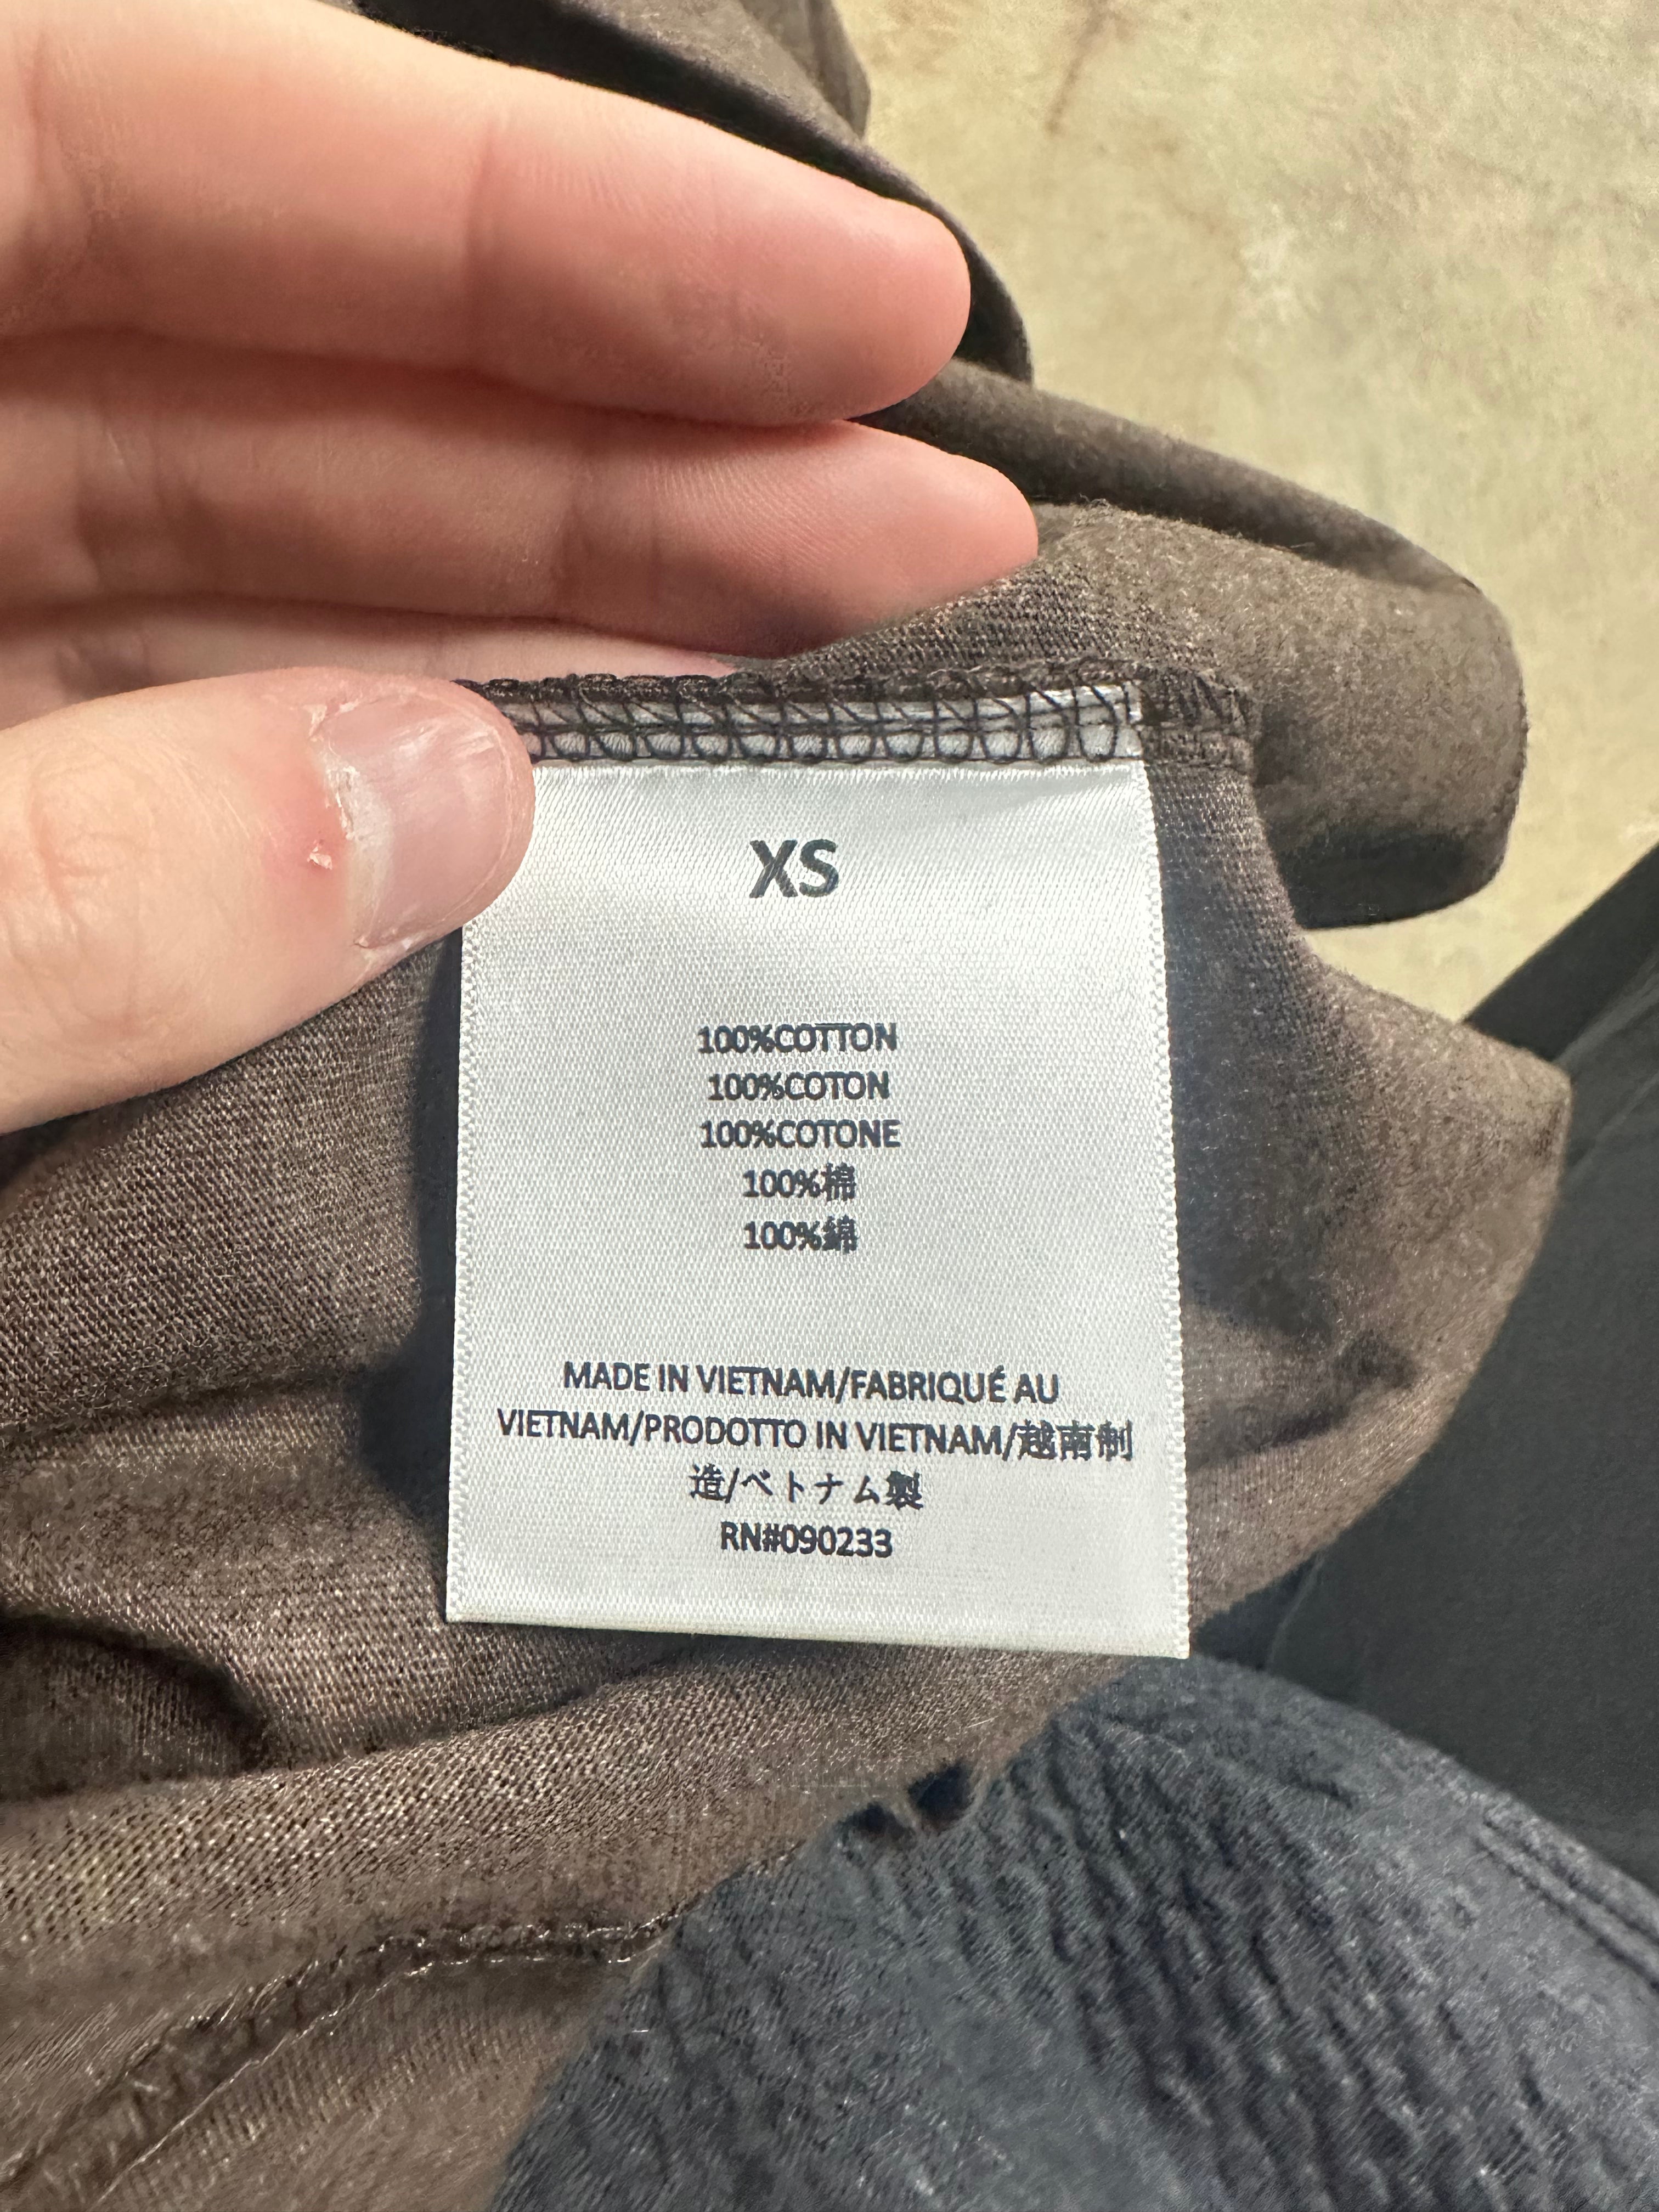 XS
100%COTTON
100%COTON
100%COTONE
100%棉
100%綿
MADE IN VIETNAM/FABRIQUÉ AU
VIETNAM/PRODOTTO IN VIETNAM/越南制
造/ベトナム製
RN#090233